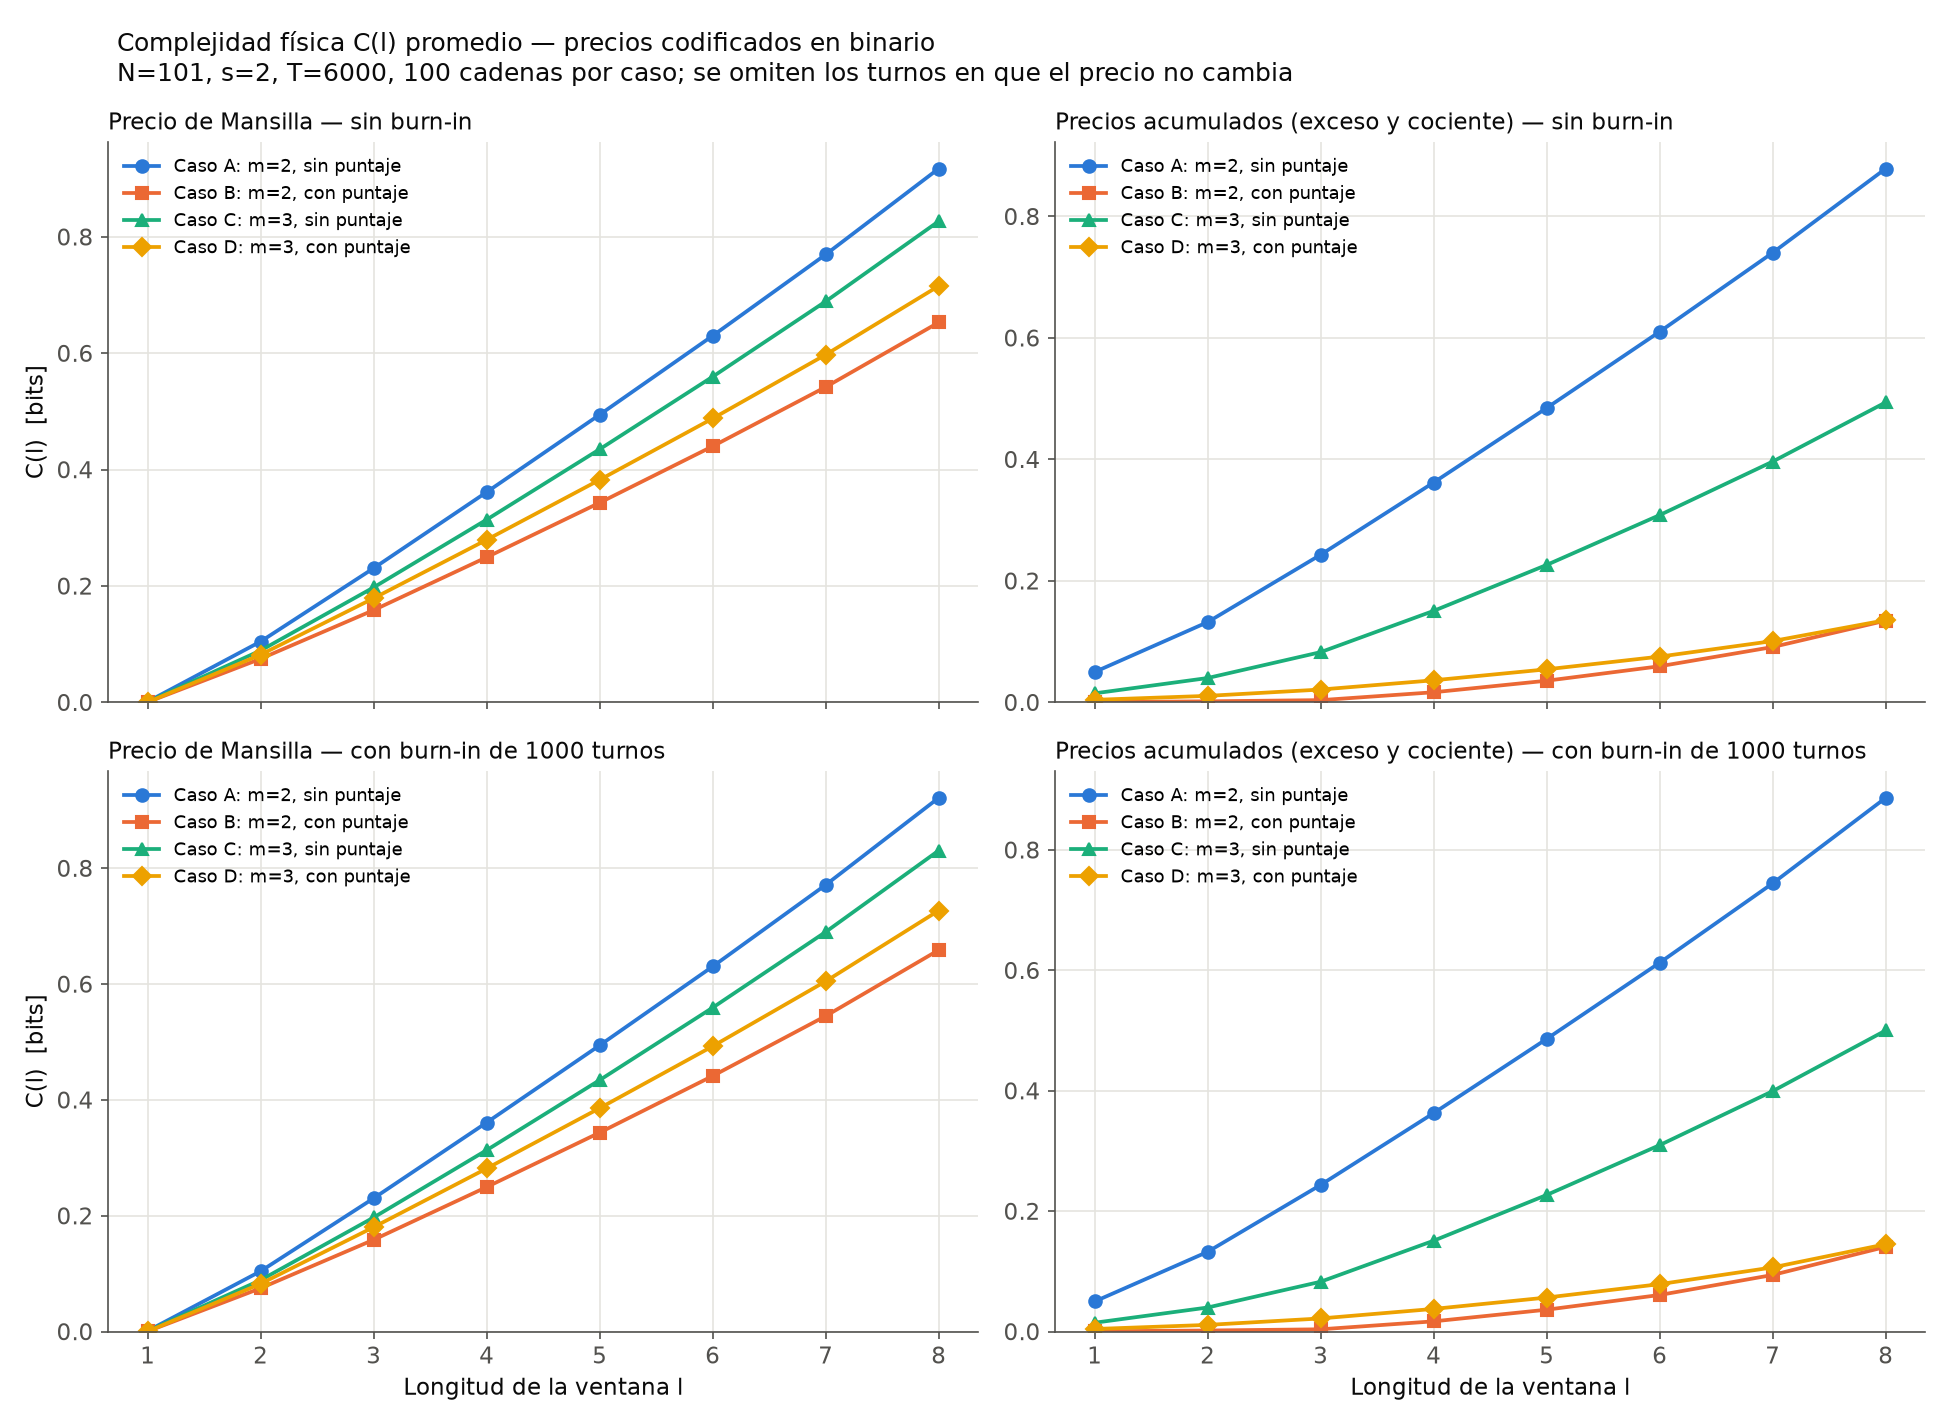 Complejidad física C(l) promedio — precios codificados en binario
N=101, s=2, T=6000, 100 cadenas por caso; se omiten los turnos en que el precio no cambia
Precio de Mansilla — sin burn-in
Caso A: m=2, sin puntaje
Caso B: m=2, con puntaje
Caso C: m=3, sin puntaje
Caso D: m=3, con puntaje
0.8
0.6
0.4
0.2
0.0
C(l) [bits]
Precios acumulados (exceso y cociente) — sin burn-in
Caso A: m=2, sin puntaje
Caso B: m=2, con puntaje
Caso C: m=3, sin puntaje
Caso D: m=3, con puntaje
0.8
0.6
0.4
0.2
0.0
Precio de Mansilla — con burn-in de 1000 turnos
Caso A: m=2, sin puntaje
Caso B: m=2, con puntaje
Caso C: m=3, sin puntaje
Caso D: m=3, con puntaje
0.8
0.6
0.4
0.2
0.0
C(l) [bits]
1 2 3 4 5 6 7 8
Longitud de la ventana l
Precios acumulados (exceso y cociente) — con burn-in de 1000 turnos
Caso A: m=2, sin puntaje
Caso B: m=2, con puntaje
Caso C: m=3, sin puntaje
Caso D: m=3, con puntaje
0.8
0.6
0.4
0.2
0.0
1 2 3 4 5 6 7 8
Longitud de la ventana l